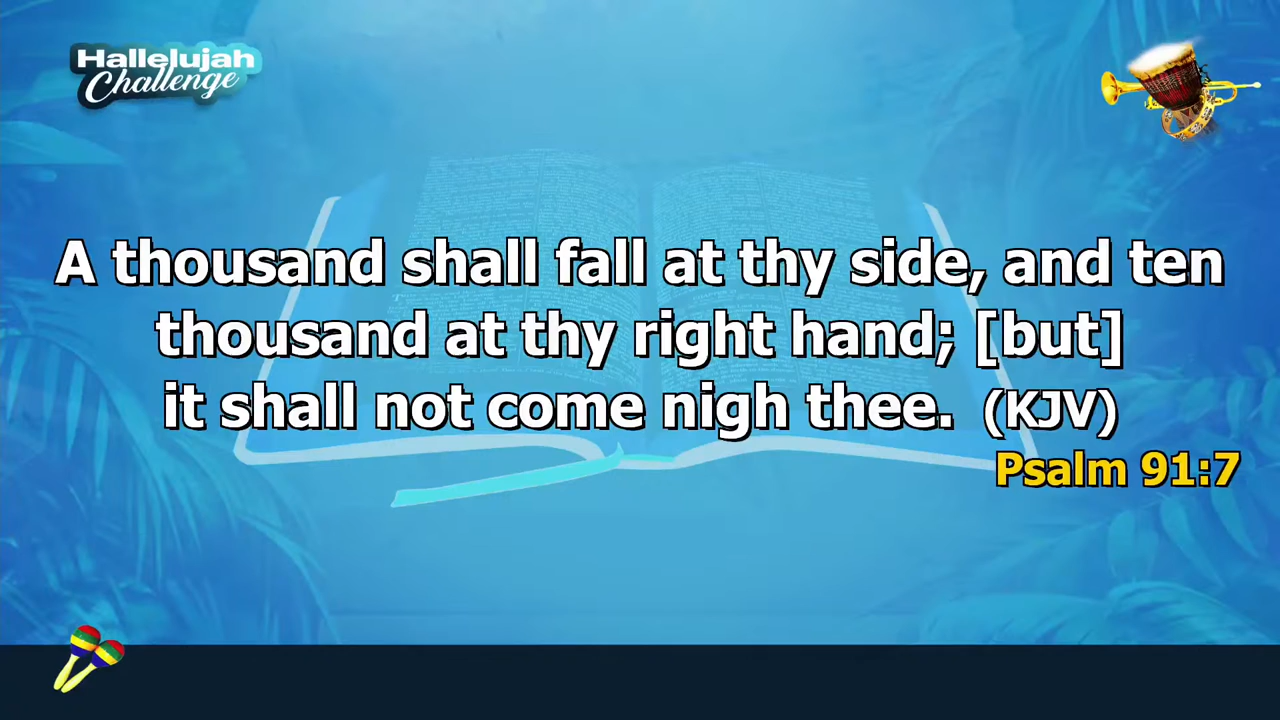 Hallelujah
Challenge
A thousand shall fall at thy side, and ten
thousand at thy right hand; [but]
it shall not come nigh thee. (KJV)
Psalm 91:7